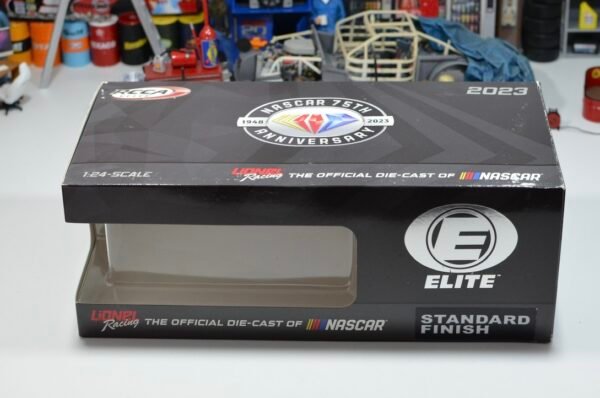 RCCA
2023
NASCAR 75TH
1948 2023
ANNIVERSARY
1:24-SCALE
LIONEL Racing THE OFFICIAL DIE-CAST OF NASCAR
E
ELITE™
LIONEL Racing THE OFFICIAL DIE-CAST OF NASCAR
STANDARD
FINISH